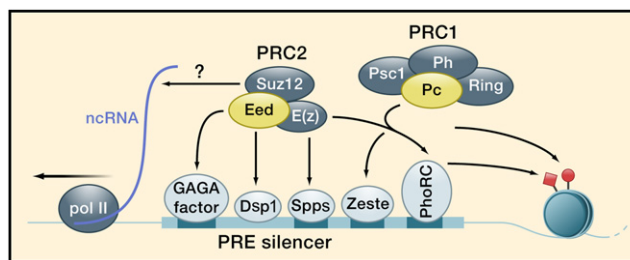 PRC1
PRC2
?
Suz12
Eed
E(z)
Psc1
Ph
Pc
Ring
ncRNA
pol II
GAGA
factor
Dsp1
Spps
Zeste
PhoRC
PRE silencer